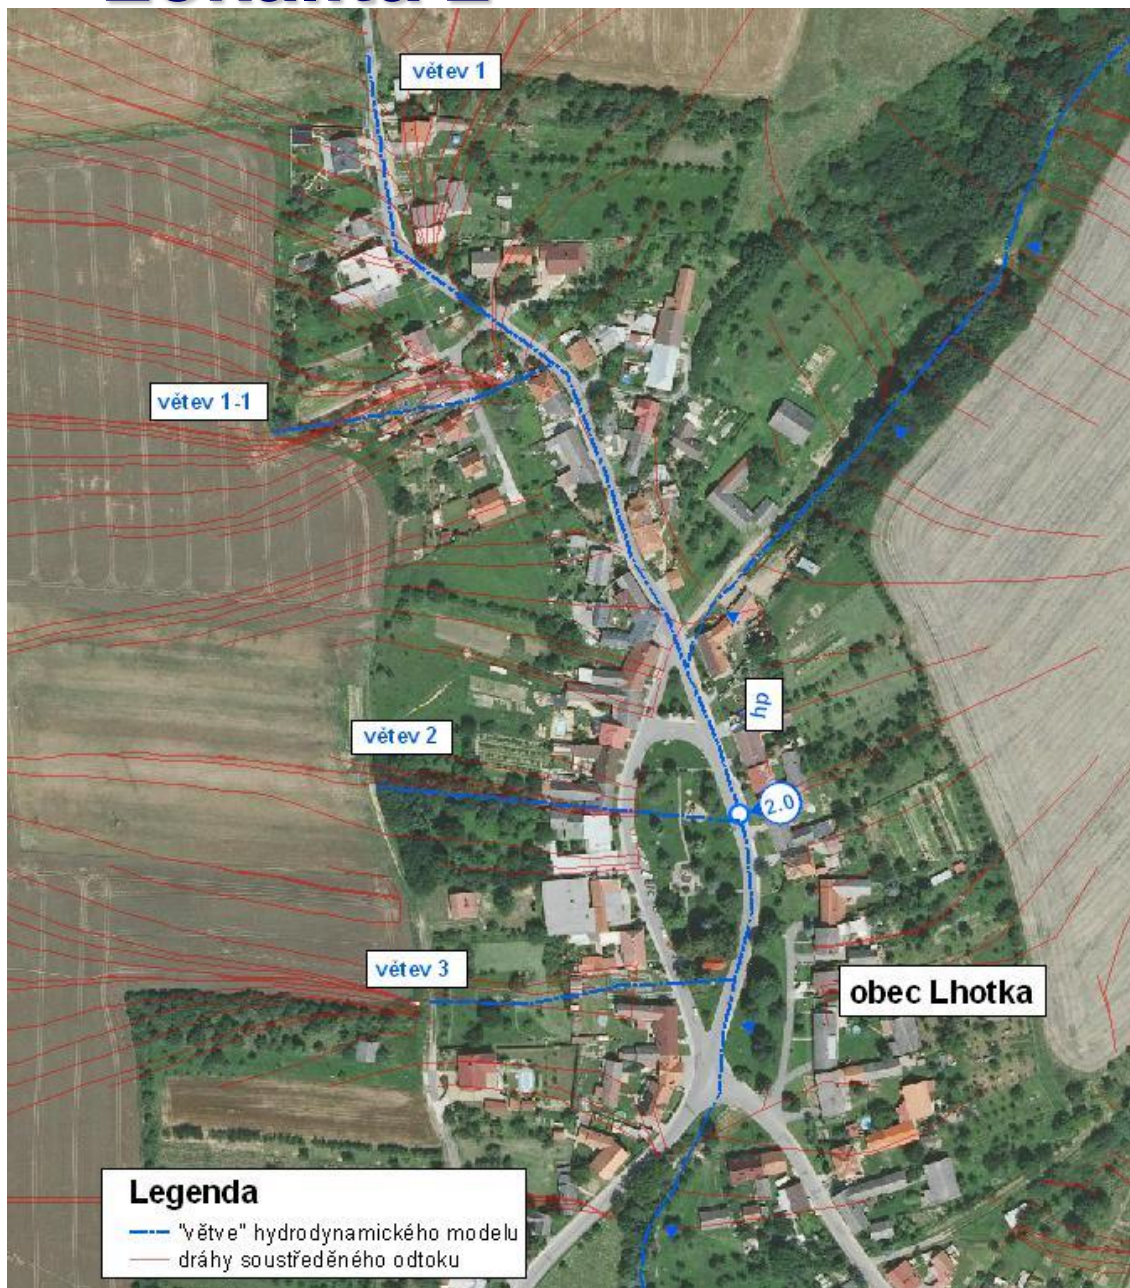 větev 1
větev 1-1
hp
větev 2
2.0
větev 3
obec Lhotka
Legenda
"větve" hydrodynamického modelu
dráhy soustředěného odtoku